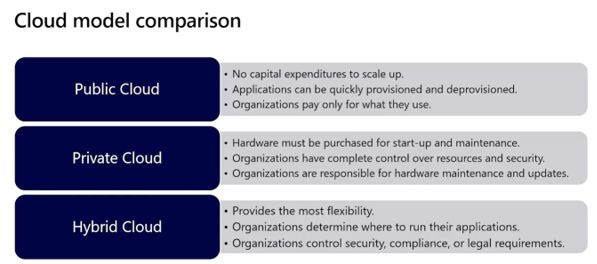 Cloud model comparison
Public Cloud
• No capital expenditures to scale up.
• Applications can be quickly provisioned and deprovisioned.
• Organizations pay only for what they use.
Private Cloud
• Hardware must be purchased for start-up and maintenance.
• Organizations have complete control over resources and security.
• Organizations are responsible for hardware maintenance and updates.
Hybrid Cloud
• Provides the most flexibility.
• Organizations determine where to run their applications.
• Organizations control security, compliance, or legal requirements.